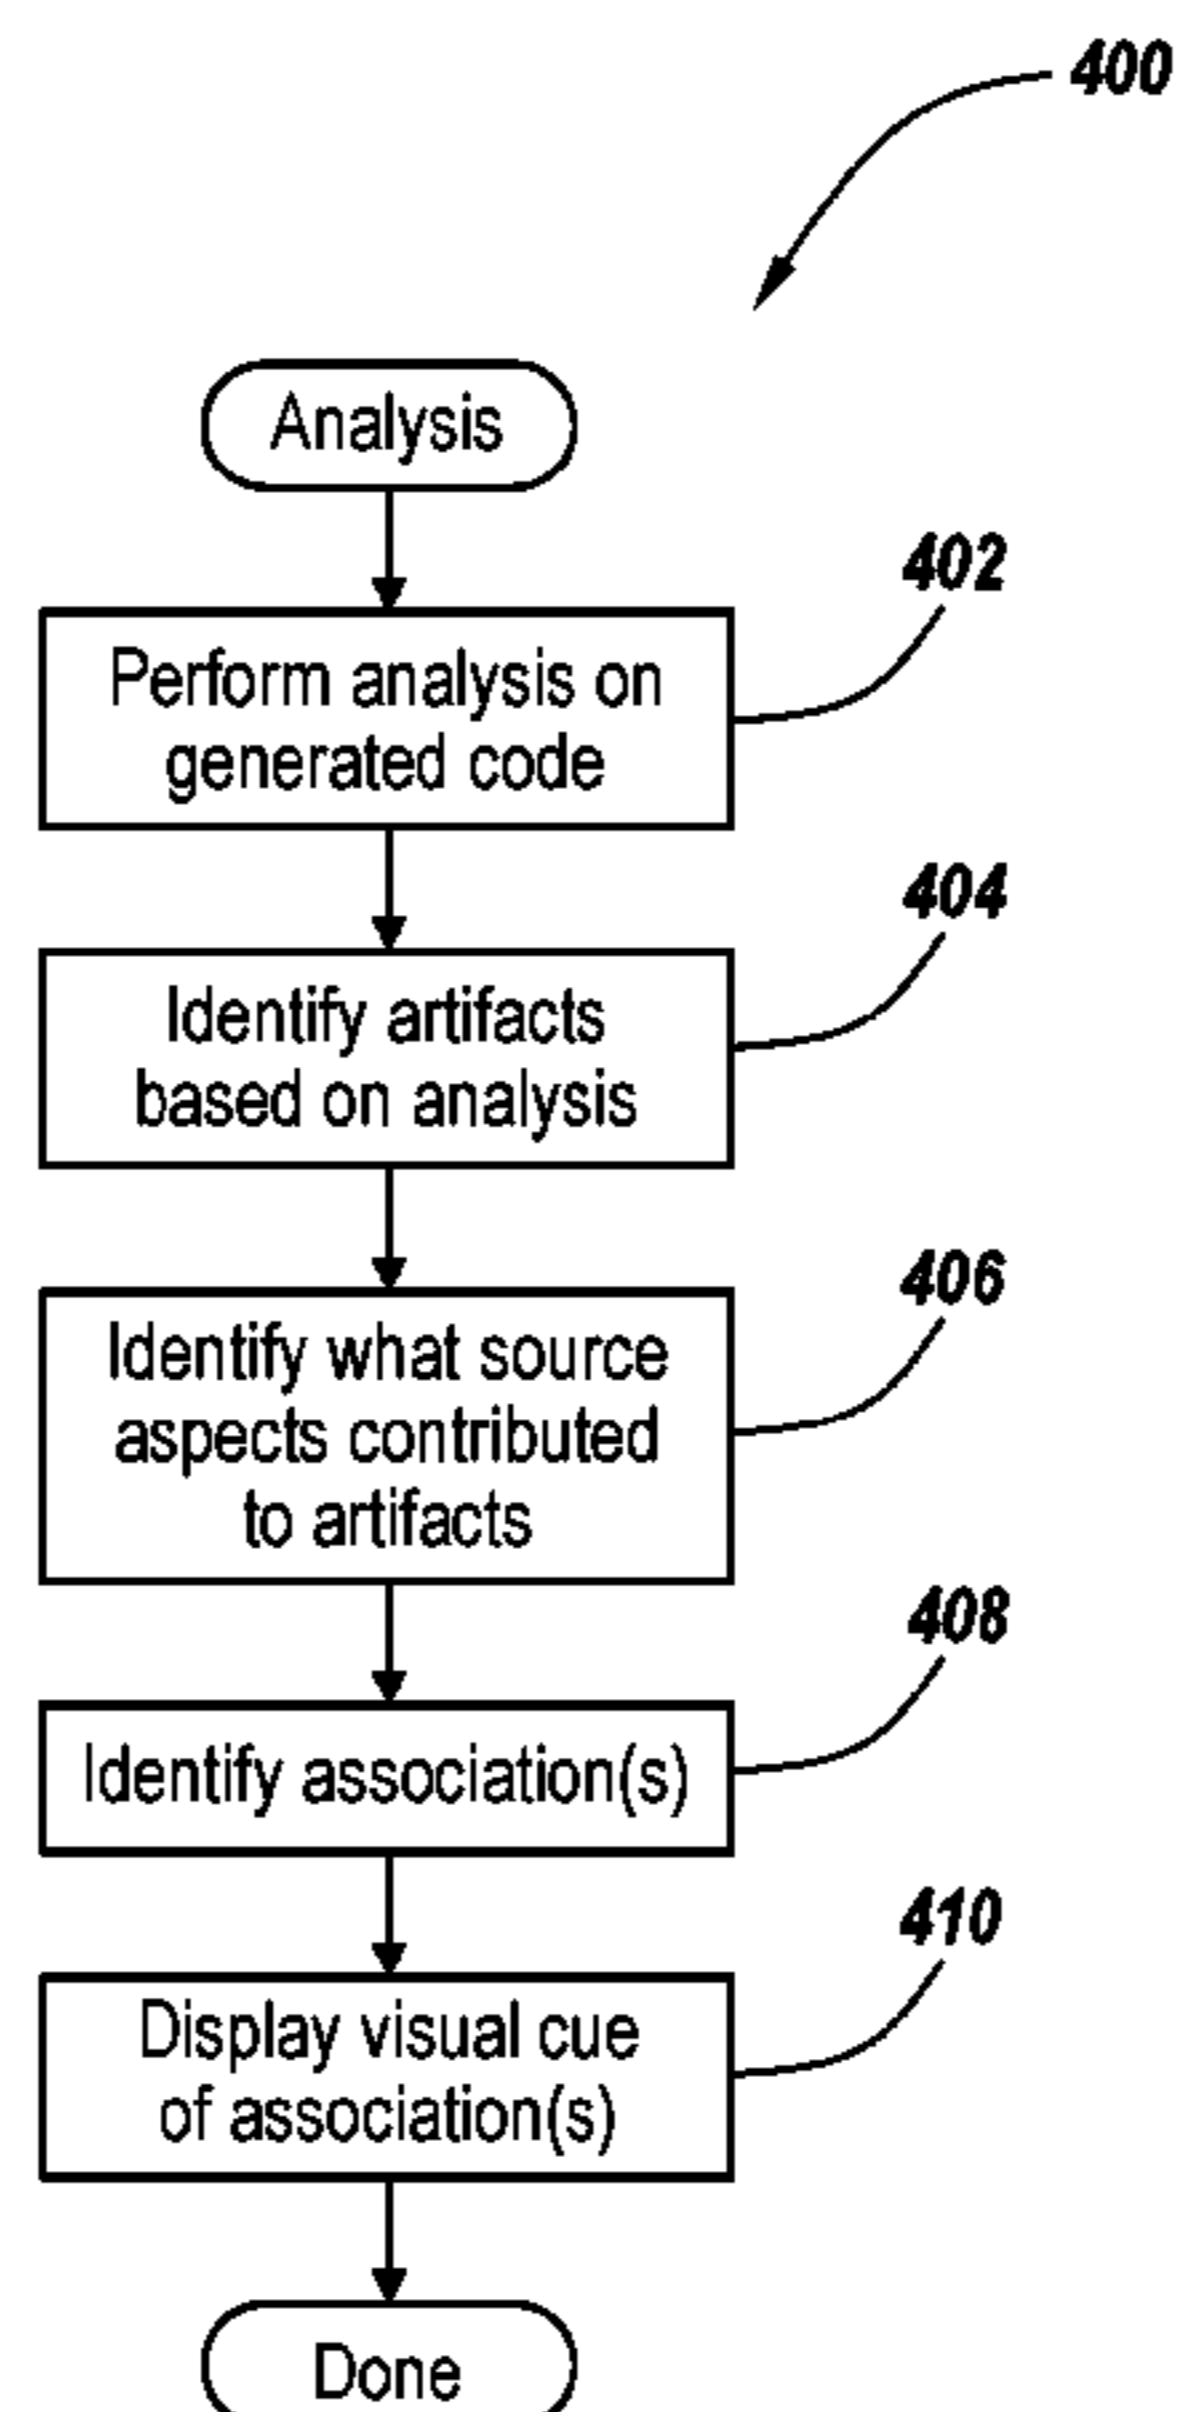 400
Analysis
402
Perform analysis on
generated code
404
Identify artifacts
based on analysis
406
Identify what source
aspects contributed
to artifacts
408
Identify association(s)
410
Display visual cue
of association(s)
Done